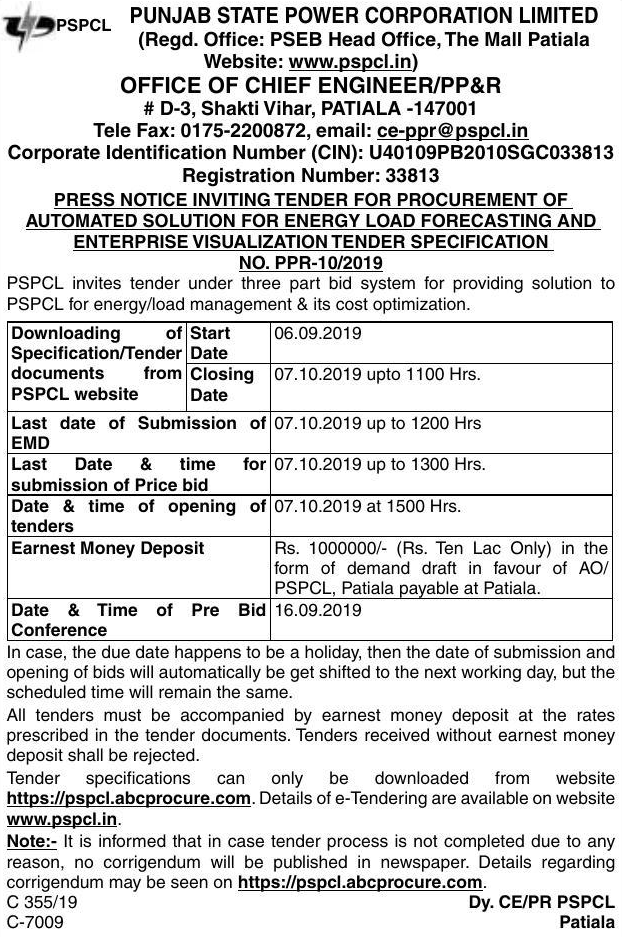 PSPCL
PUNJAB STATE POWER CORPORATION LIMITED
(Regd. Office: PSEB Head Office, The Mall Patiala
Website: www.pspcl.in)
OFFICE OF CHIEF ENGINEER/PP&R
# D-3, Shakti Vihar, PATIALA -147001
Tele Fax: 0175-2200872, email: ce-ppr@pspcl.in
Corporate Identification Number (CIN): U40109PB2010SGC033813
Registration Number: 33813
PRESS NOTICE INVITING TENDER FOR PROCUREMENT OF
AUTOMATED SOLUTION FOR ENERGY LOAD FORECASTING AND
ENTERPRISE VISUALIZATION TENDER SPECIFICATION
NO. PPR-10/2019
PSPCL invites tender under three part bid system for providing solution to
PSPCL for energy/load management & its cost optimization.
Downloading of
Specification/Tender
documents from
PSPCL website
Start
Date
06.09.2019
Closing
Date
07.10.2019 upto 1100 Hrs.
Last date of Submission of
EMD
07.10.2019 up to 1200 Hrs
Last Date & time for
submission of Price bid
07.10.2019 up to 1300 Hrs.
Date & time of opening of
tenders
07.10.2019 at 1500 Hrs.
Earnest Money Deposit
Rs. 1000000/- (Rs. Ten Lac Only) in the
form of demand draft in favour of AO/
PSPCL, Patiala payable at Patiala.
Date & Time of Pre Bid
Conference
16.09.2019
In case, the due date happens to be a holiday, then the date of submission and
opening of bids will automatically be get shifted to the next working day, but the
scheduled time will remain the same.
All tenders must be accompanied by earnest money deposit at the rates
prescribed in the tender documents. Tenders received without earnest money
deposit shall be rejected.
Tender specifications can only be downloaded from website
https://pspcl.abcprocure.com. Details of e-Tendering are available on website
www.pspcl.in.
Note:- It is informed that in case tender process is not completed due to any
reason, no corrigendum will be published in newspaper. Details regarding
corrigendum may be seen on https://pspcl.abcprocure.com.
C 355/19
Dy. CE/PR PSPCL
C-7009
Patiala